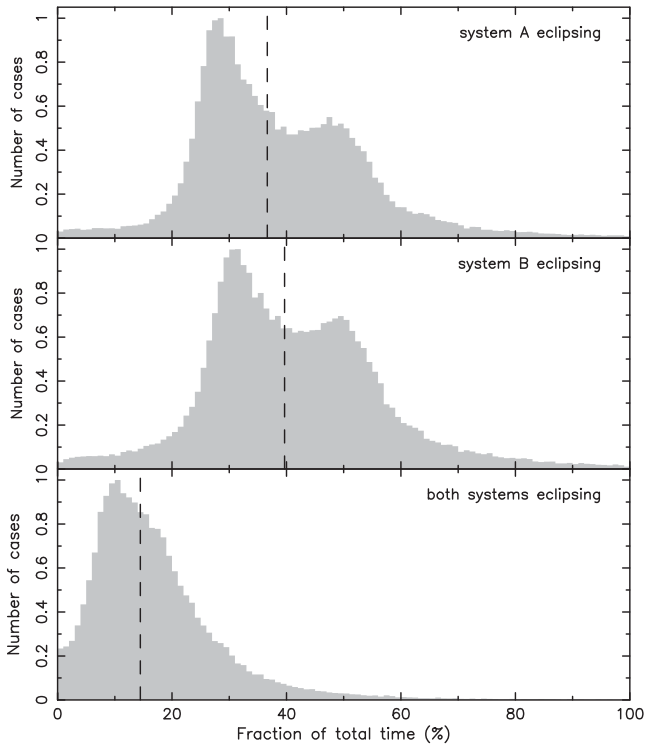 system A eclipsing
Number of cases
1
0.8
0.6
0.4
0.2
0
system B eclipsing
Number of cases
1
0.8
0.6
0.4
0.2
0
both systems eclipsing
Number of cases
1
0.8
0.6
0.4
0.2
0
0 20 40 60 80 100
Fraction of total time (%)